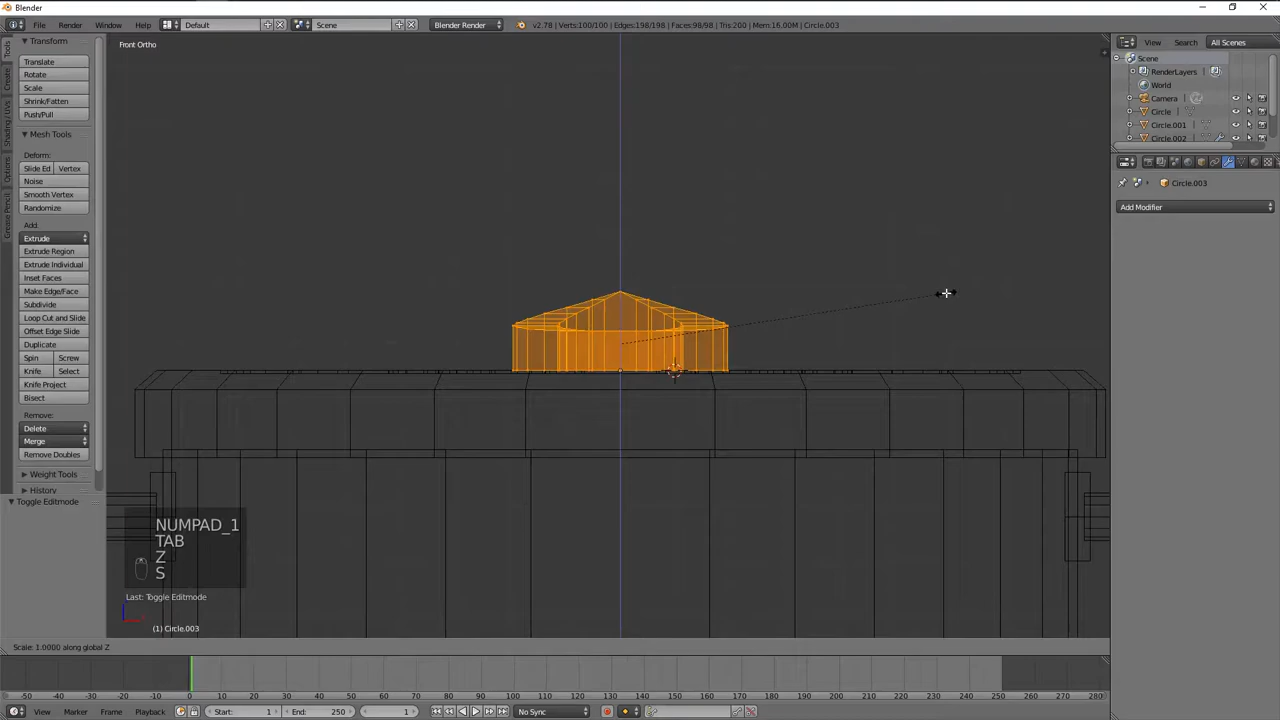 Blender
File Render Window Help Default Scene Blender Render v2.78 | Verts:100/100 | Edges:198/198 | Faces:98/98 | Tris:200 | Mem:16.00M | Circle.003
View Search All Scenes
Front Ortho
Transform
Translate
Rotate
Scale
Shrink/Fatten
Push/Pull
Mesh Tools
Deform:
Slide Ed Vertex
Noise
Smooth Vertex
Randomize
Add:
Extrude
Extrude Region
Extrude Individual
Inset Faces
Make Edge/Face
Subdivide
Loop Cut and Slide
Offset Edge Slide
Duplicate
Spin Screw
Knife Select
Knife Project
Bisect
Remove:
Delete
Merge
Remove Doubles
Weight Tools
History
Toggle Editmode
Tools
Create
Shading / UVs
Options
Grease Pencil
Scene
RenderLayers
World
Camera
Circle
Circle.001
Circle.002
Circle.003
Add Modifier
NUMPAD_1
TAB
Z
S
Last: Toggle Editmode
(1) Circle.003
Scale: 1.0000 along global Z
-50 -40 -30 -20 -10 0 10 20 30 40 50 60 70 80 90 100 110 120 130 140 150 160 170 180 190 200 210 220 230 240 250 260 270 280
View Marker Frame Playback Start: 1 End: 250 1 No Sync